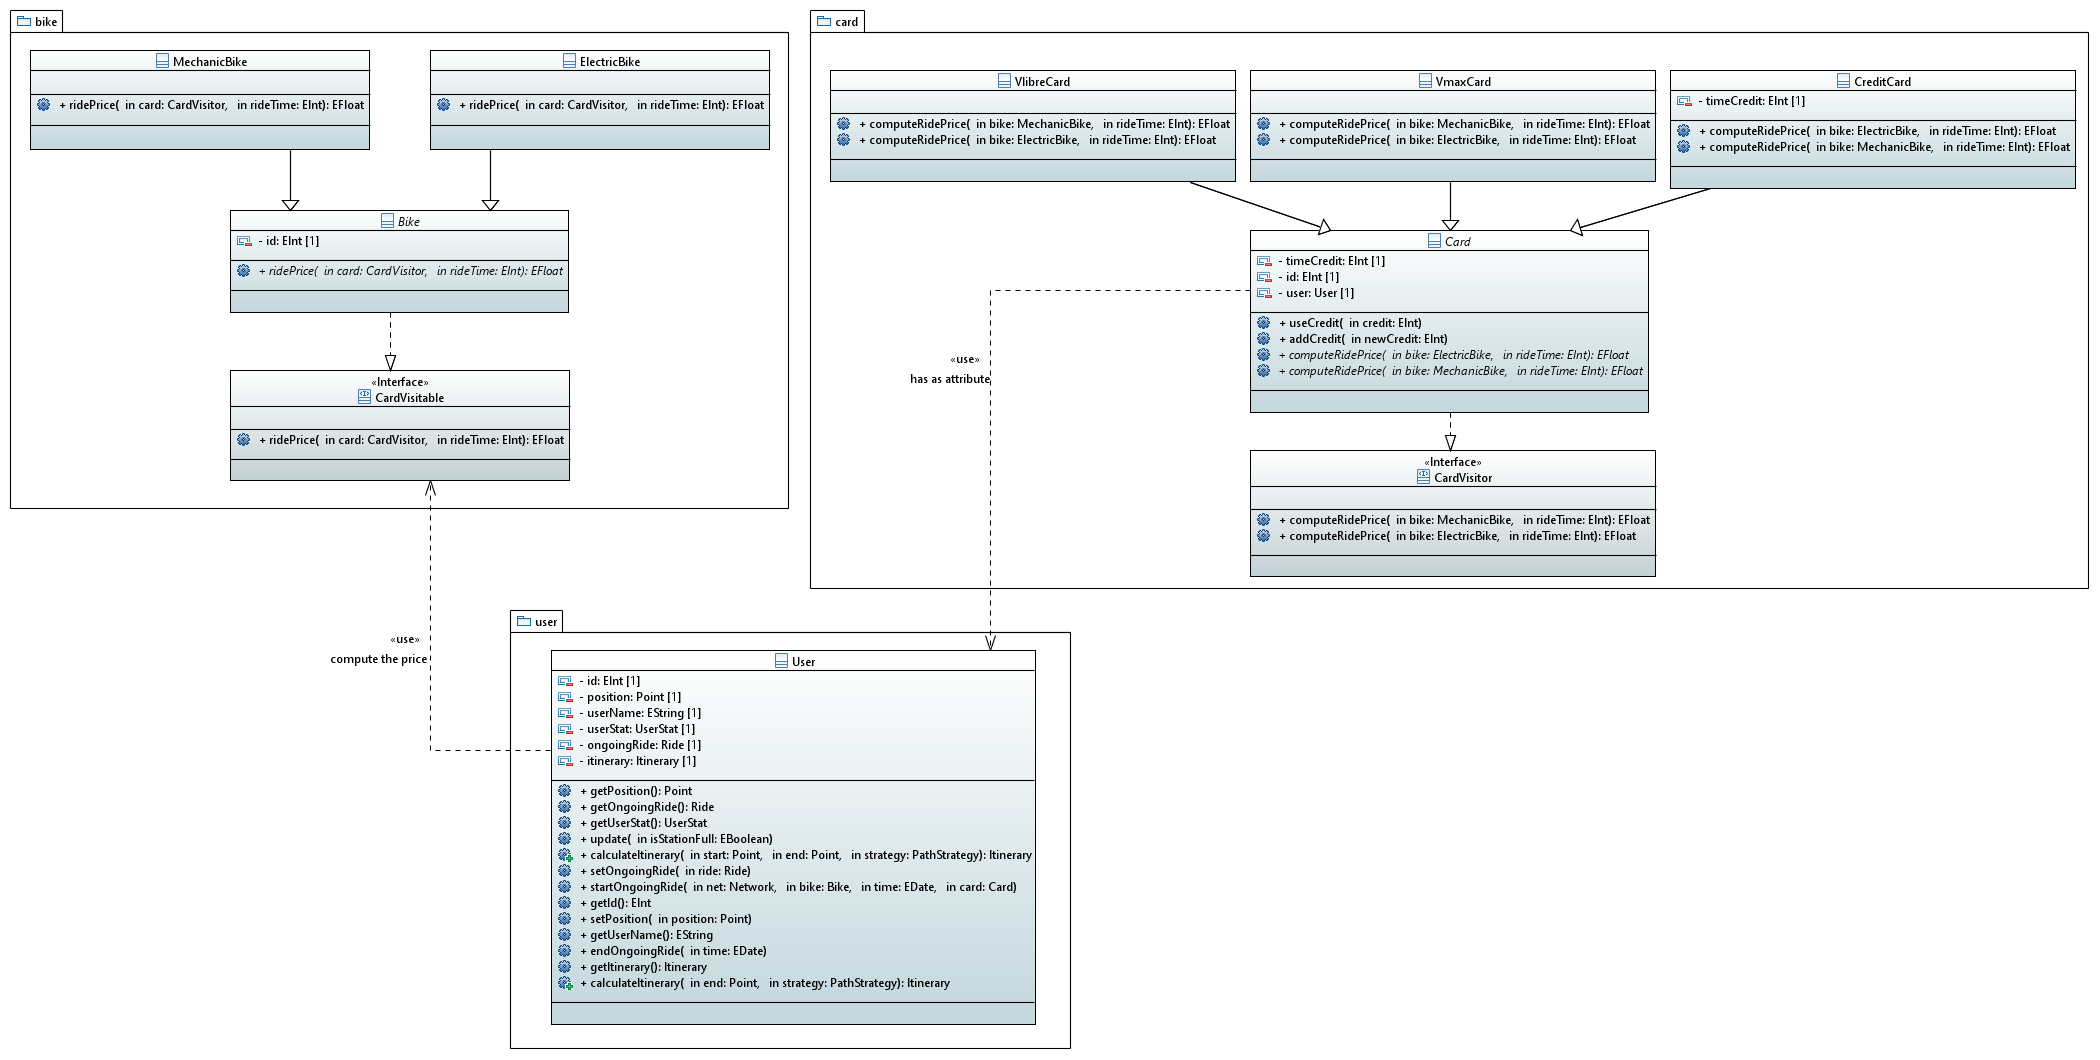 bike
MechanicBike
+ ridePrice( in card: CardVisitor, in rideTime: EInt): EFloat
ElectricBike
+ ridePrice( in card: CardVisitor, in rideTime: EInt): EFloat
Bike
- id: EInt [1]
+ ridePrice( in card: CardVisitor, in rideTime: EInt): EFloat
«Interface»
CardVisitable
+ ridePrice( in card: CardVisitor, in rideTime: EInt): EFloat
card
VlibreCard
+ computeRidePrice( in bike: MechanicBike, in rideTime: EInt): EFloat
+ computeRidePrice( in bike: ElectricBike, in rideTime: EInt): EFloat
VmaxCard
+ computeRidePrice( in bike: MechanicBike, in rideTime: EInt): EFloat
+ computeRidePrice( in bike: ElectricBike, in rideTime: EInt): EFloat
CreditCard
- timeCredit: EInt [1]
+ computeRidePrice( in bike: ElectricBike, in rideTime: EInt): EFloat
+ computeRidePrice( in bike: MechanicBike, in rideTime: EInt): EFloat
Card
- timeCredit: EInt [1]
- id: EInt [1]
- user: User [1]
+ useCredit( in credit: EInt)
+ addCredit( in newCredit: EInt)
+ computeRidePrice( in bike: ElectricBike, in rideTime: EInt): EFloat
+ computeRidePrice( in bike: MechanicBike, in rideTime: EInt): EFloat
«Interface»
CardVisitor
+ computeRidePrice( in bike: MechanicBike, in rideTime: EInt): EFloat
+ computeRidePrice( in bike: ElectricBike, in rideTime: EInt): EFloat
«use»
has as attribute
«use»
compute the price
user
User
- id: EInt [1]
- position: Point [1]
- userName: EString [1]
- userStat: UserStat [1]
- ongoingRide: Ride [1]
- itinerary: Itinerary [1]
+ getPosition(): Point
+ getOngoingRide(): Ride
+ getUserStat(): UserStat
+ update( in isStationFull: EBoolean)
+ calculateItinerary( in start: Point, in end: Point, in strategy: PathStrategy): Itinerary
+ setOngoingRide( in ride: Ride)
+ startOngoingRide( in net: Network, in bike: Bike, in time: EDate, in card: Card)
+ getId(): EInt
+ setPosition( in position: Point)
+ getUserName(): EString
+ endOngoingRide( in time: EDate)
+ getItinerary(): Itinerary
+ calculateItinerary( in end: Point, in strategy: PathStrategy): Itinerary